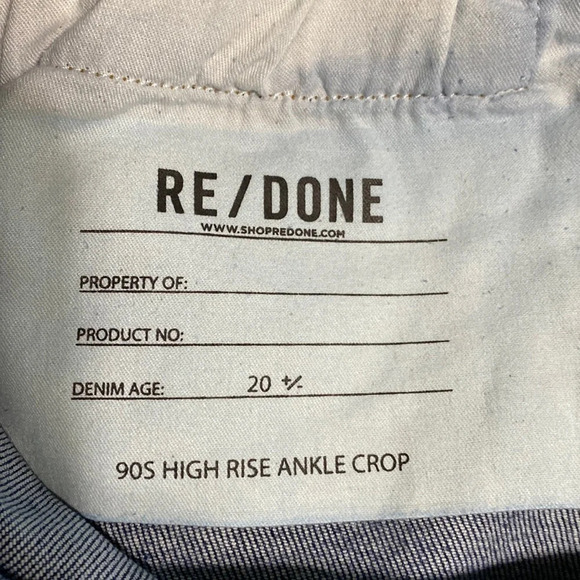 RE/DONE
WWW.SHOPREDONE.COM
PROPERTY OF:
PRODUCT NO:
DENIM AGE: 20 +/-
90S HIGH RISE ANKLE CROP